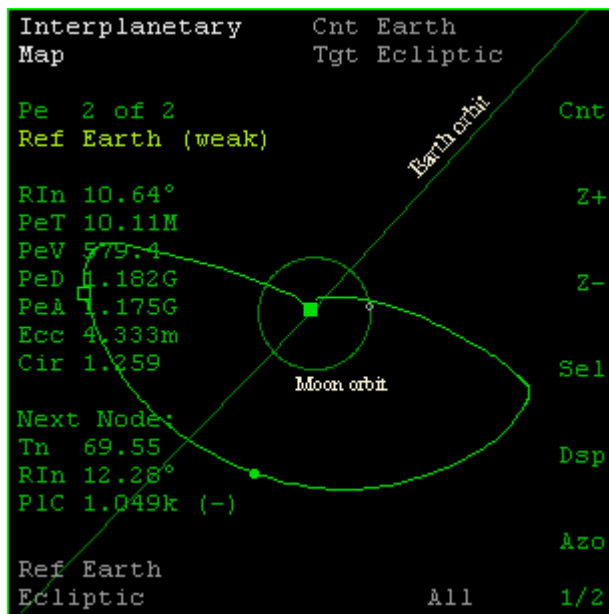 Interplanetary
Map
Cnt Earth
Tgt Ecliptic
Pe 2 of 2
Ref Earth (weak)
RIn 10.64°
PeT 10.11M
PeV 579.4
PeD 1.182G
PeA 1.175G
Ecc 4.333m
Cir 1.259
Next Node:
Tn 69.55
RIn 12.28°
PlC 1.049k (-)
Ref Earth
Ecliptic
All
Earth orbit
Moon orbit
Cnt
Z+
Z-
Sel
Dsp
Azo
1/2